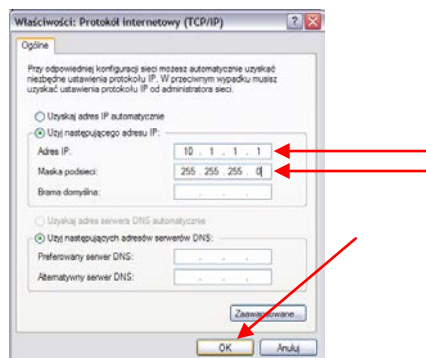 Właściwości: Protokół internetowy (TCP/IP)
Ogólne
Przy odpowiedniej konfiguracji sieci możesz automatycznie uzyskać
niezbędne ustawienia protokołu IP. W przeciwnym wypadku musisz
uzyskać ustawienia protokołu IP od administratora sieci.
Uzyskaj adres IP automatycznie
Użyj następującego adresu IP:
Adres IP: 10 . 1 . 1 . 1
Maska podsieci: 255 . 255 . 255 . 0
Brama domyślna: . . .
Uzyskaj adres serwera DNS automatycznie
Użyj następujących adresów serwerów DNS:
Preferowany serwer DNS: . . .
Alternatywny serwer DNS: . . .
Zaawansowane...
OK Anuluj